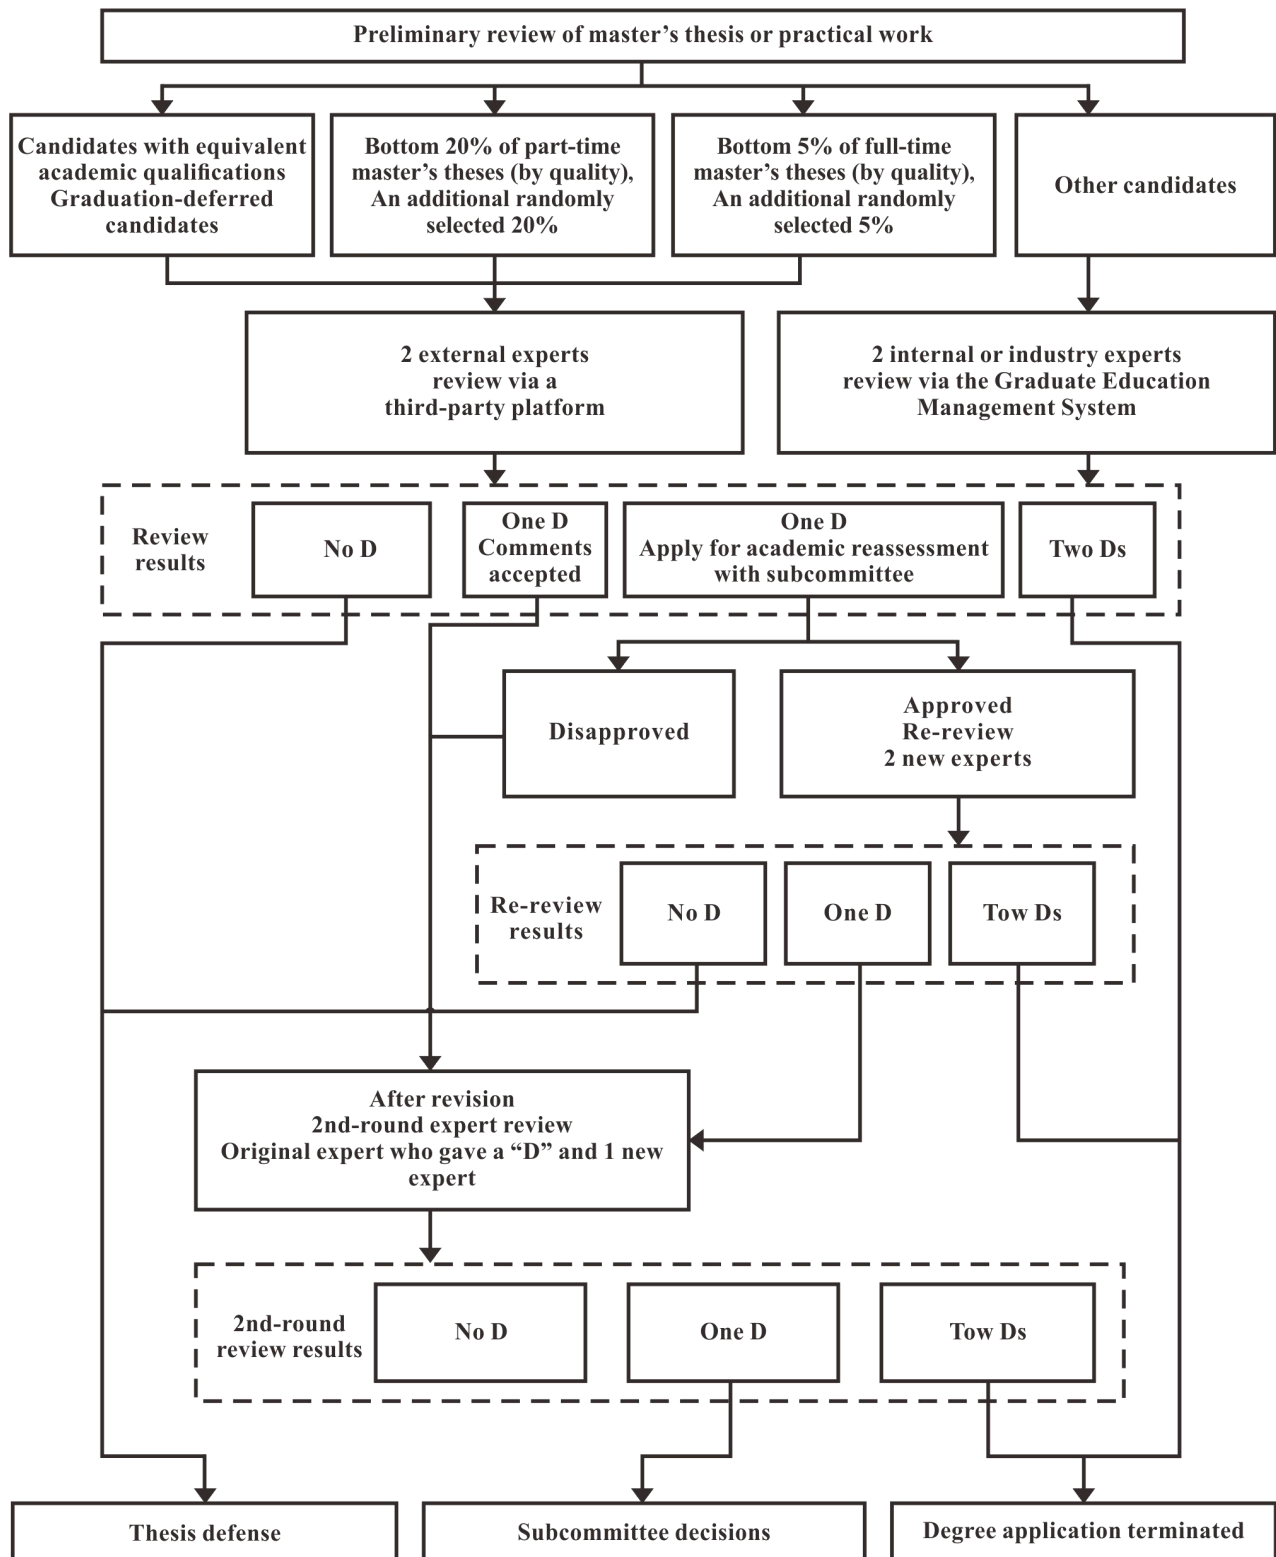 Preliminary review of master's thesis or practical work
Candidates with equivalent
academic qualifications
Graduation-deferred
candidates
Bottom 20% of part-time
master's theses (by quality),
An additional randomly
selected 20%
Bottom 5% of full-time
master's theses (by quality),
An additional randomly
selected 5%
Other candidates
2 external experts
review via a
third-party platform
2 internal or industry experts
review via the Graduate Education
Management System
Review
results
No D
One D
Comments
accepted
One D
Apply for academic reassessment
with subcommittee
Two Ds
Disapproved
Approved
Re-review
2 new experts
Re-review
results
No D
One D
Tow Ds
After revision
2nd-round expert review
Original expert who gave a “D” and 1 new
expert
2nd-round
review results
No D
One D
Tow Ds
Thesis defense
Subcommittee decisions
Degree application terminated